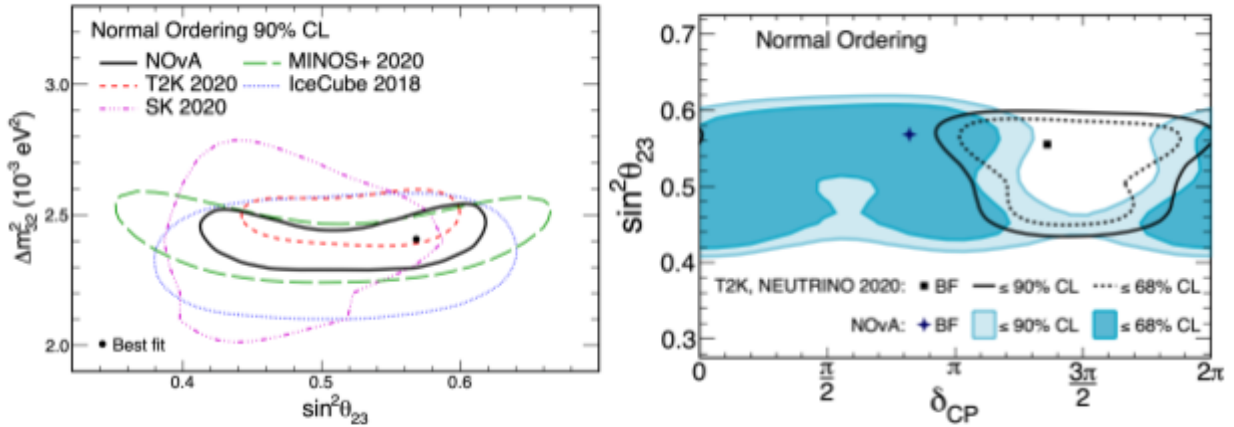 Normal Ordering 90% CL
NOvA
MINOS+ 2020
T2K 2020
IceCube 2018
SK 2020
Δm²₃₂ (10⁻³ eV²)
3.0
2.5
2.0
Best fit
0.4
0.5
0.6
sin²θ₂₃
Normal Ordering
sin²θ₂₃
0.7
0.6
0.5
0.4
0.3
T2K, NEUTRINO 2020: BF ≤ 90% CL ≤ 68% CL
NOvA: BF ≤ 90% CL ≤ 68% CL
0
π/2
π
3π/2
2π
δCP